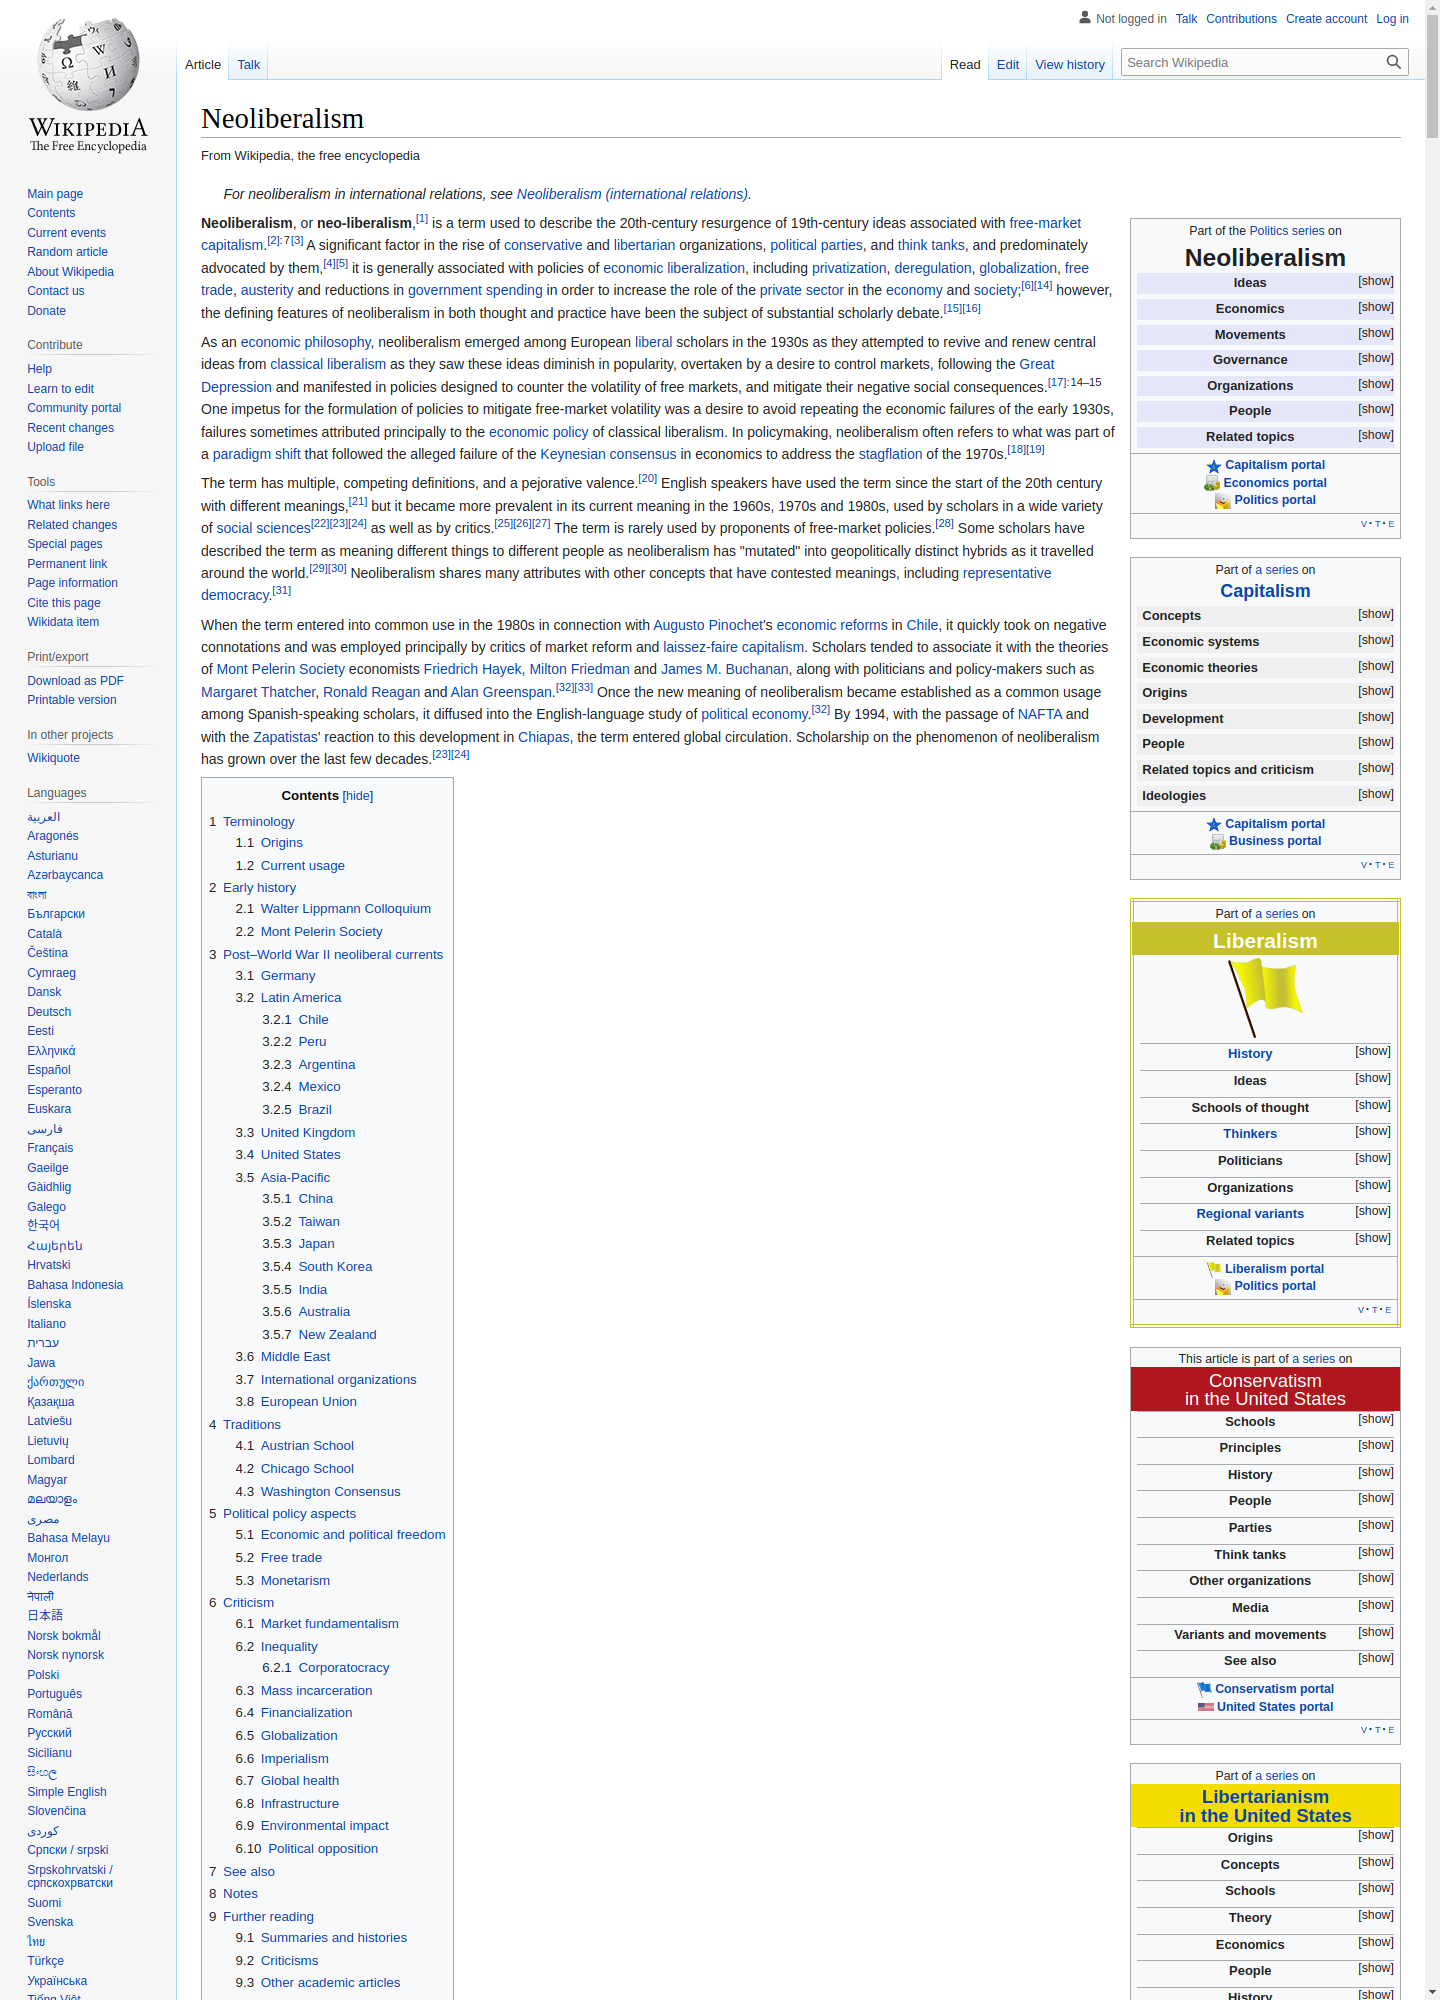 Not logged in Talk Contributions Create account Log in
Article Talk Read Edit View history Search Wikipedia
WIKIPEDIA
The Free Encyclopedia
Main page
Contents
Current events
Random article
About Wikipedia
Contact us
Donate
Contribute
Help
Learn to edit
Community portal
Recent changes
Upload file
Tools
What links here
Related changes
Special pages
Permanent link
Page information
Cite this page
Wikidata item
Print/export
Download as PDF
Printable version
In other projects
Wikiquote
Languages
العربية
Aragonés
Asturianu
Azərbaycanca
বাংলা
Български
Català
Čeština
Cymraeg
Dansk
Deutsch
Eesti
Ελληνικά
Español
Esperanto
Euskara
فارسی
Français
Gaeilge
Gàidhlig
Galego
한국어
Հայերեն
Hrvatski
Bahasa Indonesia
Íslenska
Italiano
עברית
Jawa
ქართული
Қазақша
Latviešu
Lietuvių
Lombard
Magyar
മലയാളം
مصرى
Bahasa Melayu
Монгол
Nederlands
नेपाली
日本語
Norsk bokmål
Norsk nynorsk
Polski
Português
Română
Русский
Sicilianu
සිංහල
Simple English
Slovenčina
کوردی
Српски / srpski
Srpskohrvatski /
српскохрватски
Suomi
Svenska
ไทย
Türkçe
Українська
Tiếng Việt
Neoliberalism
From Wikipedia, the free encyclopedia
For neoliberalism in international relations, see Neoliberalism (international relations).
Neoliberalism, or neo-liberalism,[1] is a term used to describe the 20th-century resurgence of 19th-century ideas associated with free-market
capitalism.[2]:7[3] A significant factor in the rise of conservative and libertarian organizations, political parties, and think tanks, and predominately
advocated by them,[4][5] it is generally associated with policies of economic liberalization, including privatization, deregulation, globalization, free
trade, austerity and reductions in government spending in order to increase the role of the private sector in the economy and society;[6][14] however,
the defining features of neoliberalism in both thought and practice have been the subject of substantial scholarly debate.[15][16]
As an economic philosophy, neoliberalism emerged among European liberal scholars in the 1930s as they attempted to revive and renew central
ideas from classical liberalism as they saw these ideas diminish in popularity, overtaken by a desire to control markets, following the Great
Depression and manifested in policies designed to counter the volatility of free markets, and mitigate their negative social consequences.[17]:14–15
One impetus for the formulation of policies to mitigate free-market volatility was a desire to avoid repeating the economic failures of the early 1930s,
failures sometimes attributed principally to the economic policy of classical liberalism. In policymaking, neoliberalism often refers to what was part of
a paradigm shift that followed the alleged failure of the Keynesian consensus in economics to address the stagflation of the 1970s.[18][19]
The term has multiple, competing definitions, and a pejorative valence.[20] English speakers have used the term since the start of the 20th century
with different meanings,[21] but it became more prevalent in its current meaning in the 1960s, 1970s and 1980s, used by scholars in a wide variety
of social sciences[22][23][24] as well as by critics.[25][26][27] The term is rarely used by proponents of free-market policies.[28] Some scholars have
described the term as meaning different things to different people as neoliberalism has "mutated" into geopolitically distinct hybrids as it travelled
around the world.[29][30] Neoliberalism shares many attributes with other concepts that have contested meanings, including representative
democracy.[31]
When the term entered into common use in the 1980s in connection with Augusto Pinochet's economic reforms in Chile, it quickly took on negative
connotations and was employed principally by critics of market reform and laissez-faire capitalism. Scholars tended to associate it with the theories
of Mont Pelerin Society economists Friedrich Hayek, Milton Friedman and James M. Buchanan, along with politicians and policy-makers such as
Margaret Thatcher, Ronald Reagan and Alan Greenspan.[32][33] Once the new meaning of neoliberalism became established as a common usage
among Spanish-speaking scholars, it diffused into the English-language study of political economy.[32] By 1994, with the passage of NAFTA and
with the Zapatistas' reaction to this development in Chiapas, the term entered global circulation. Scholarship on the phenomenon of neoliberalism
has grown over the last few decades.[23][24]
Contents [hide]
1 Terminology
1.1 Origins
1.2 Current usage
2 Early history
2.1 Walter Lippmann Colloquium
2.2 Mont Pelerin Society
3 Post–World War II neoliberal currents
3.1 Germany
3.2 Latin America
3.2.1 Chile
3.2.2 Peru
3.2.3 Argentina
3.2.4 Mexico
3.2.5 Brazil
3.3 United Kingdom
3.4 United States
3.5 Asia-Pacific
3.5.1 China
3.5.2 Taiwan
3.5.3 Japan
3.5.4 South Korea
3.5.5 India
3.5.6 Australia
3.5.7 New Zealand
3.6 Middle East
3.7 International organizations
3.8 European Union
4 Traditions
4.1 Austrian School
4.2 Chicago School
4.3 Washington Consensus
5 Political policy aspects
5.1 Economic and political freedom
5.2 Free trade
5.3 Monetarism
6 Criticism
6.1 Market fundamentalism
6.2 Inequality
6.2.1 Corporatocracy
6.3 Mass incarceration
6.4 Financialization
6.5 Globalization
6.6 Imperialism
6.7 Global health
6.8 Infrastructure
6.9 Environmental impact
6.10 Political opposition
7 See also
8 Notes
9 Further reading
9.1 Summaries and histories
9.2 Criticisms
9.3 Other academic articles
Part of the Politics series on
Neoliberalism
Ideas [show]
Economics [show]
Movements [show]
Governance [show]
Organizations [show]
People [show]
Related topics [show]
Capitalism portal
Economics portal
Politics portal
V · T · E
Part of a series on
Capitalism
Concepts [show]
Economic systems [show]
Economic theories [show]
Origins [show]
Development [show]
People [show]
Related topics and criticism [show]
Ideologies [show]
Capitalism portal
Business portal
V · T · E
Part of a series on
Liberalism
History [show]
Ideas [show]
Schools of thought [show]
Thinkers [show]
Politicians [show]
Organizations [show]
Regional variants [show]
Related topics [show]
Liberalism portal
Politics portal
V · T · E
This article is part of a series on
Conservatism
in the United States
Schools [show]
Principles [show]
History [show]
People [show]
Parties [show]
Think tanks [show]
Other organizations [show]
Media [show]
Variants and movements [show]
See also [show]
Conservatism portal
United States portal
V · T · E
Part of a series on
Libertarianism
in the United States
Origins [show]
Concepts [show]
Schools [show]
Theory [show]
Economics [show]
People [show]
History [show]